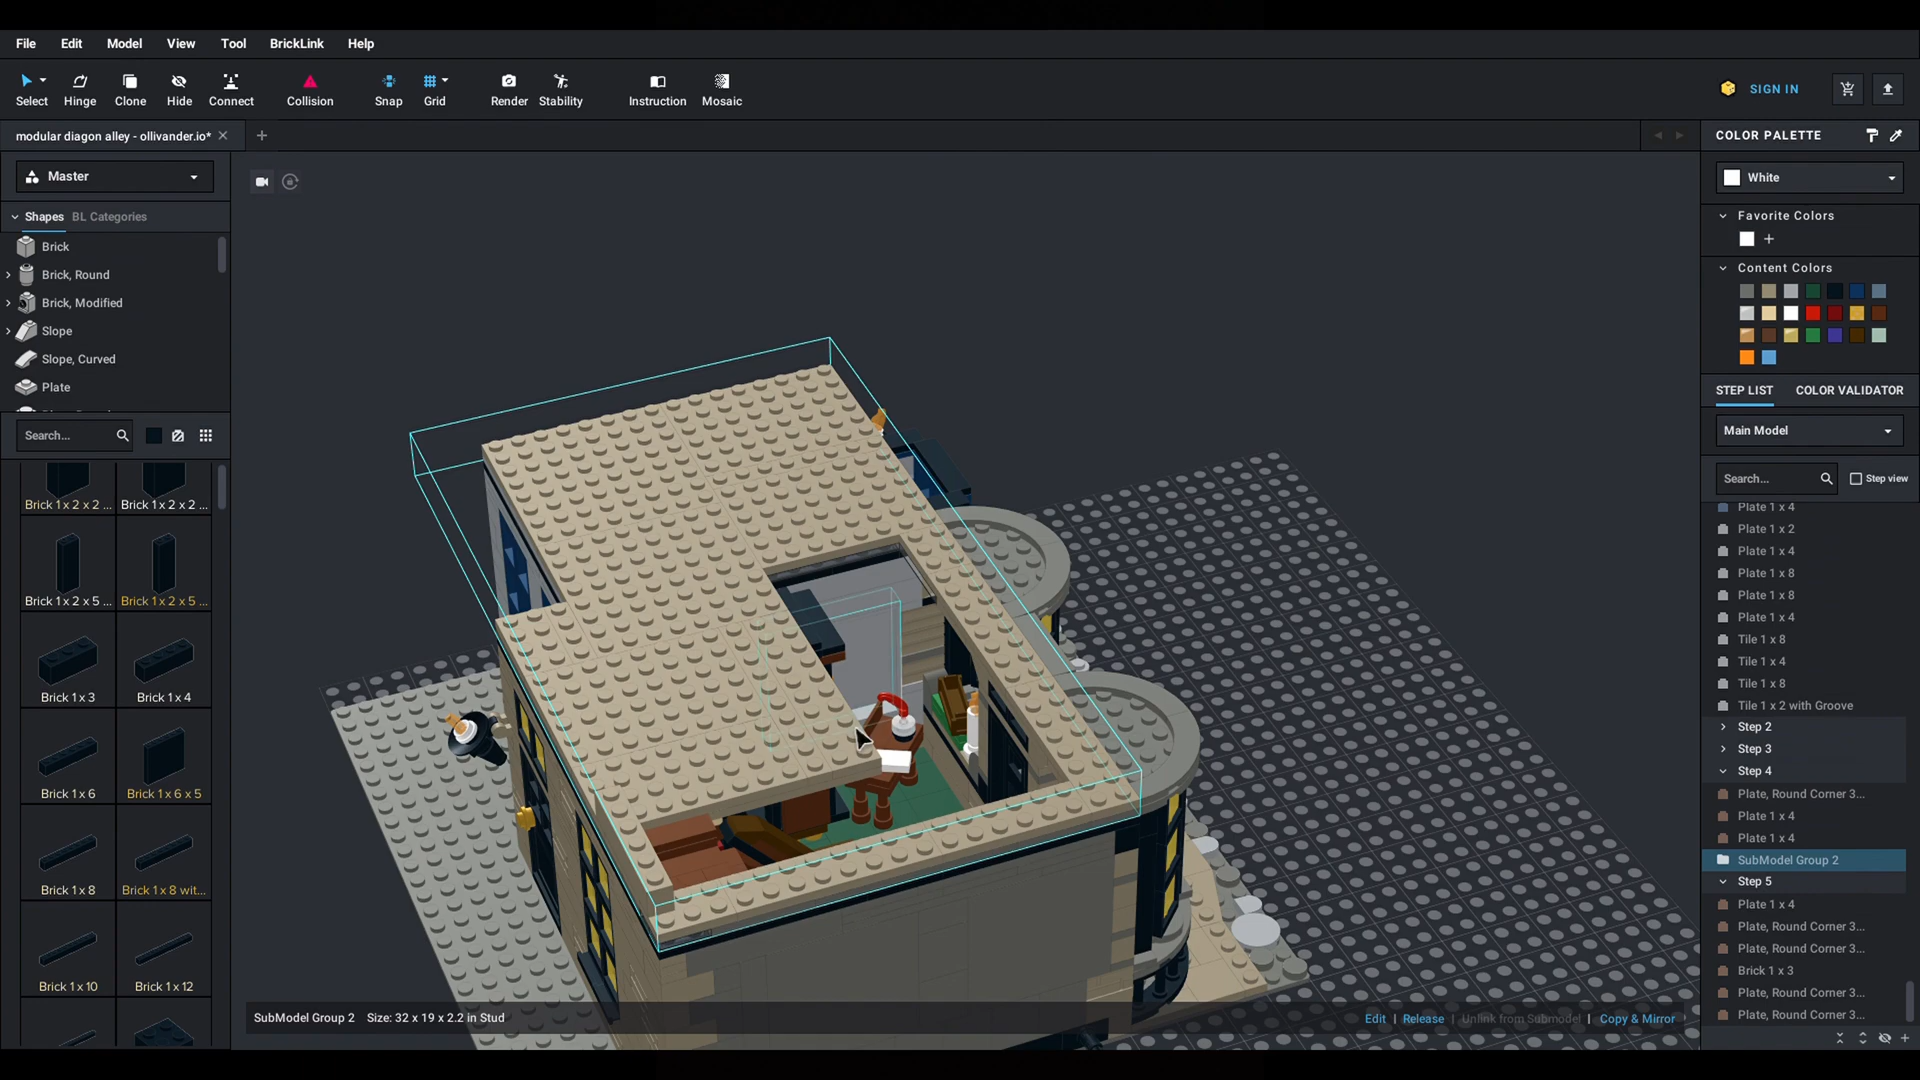 File Edit Model View Tool BrickLink Help
Select Hinge Clone Hide Connect Collision Snap Grid Render Stability Instruction Mosaic
SIGN IN
modular diagon alley - ollivander.io*
COLOR PALETTE
Master
White
Shapes BL Categories
Favorite Colors
Brick
Brick, Round
Content Colors
Brick, Modified
Slope
Slope, Curved
Plate
STEP LIST COLOR VALIDATOR
Main Model
Search...
Search...
Step view
Brick 1 x 2 x 2 ... Brick 1 x 2 x 2 ...
Brick 1 x 2 x 5 ... Brick 1 x 2 x 5 ...
Brick 1 x 3 Brick 1 x 4
Brick 1 x 6 Brick 1 x 6 x 5
Brick 1 x 8 Brick 1 x 8 wit...
Brick 1 x 10 Brick 1 x 12
Plate 1 x 4
Plate 1 x 2
Plate 1 x 4
Plate 1 x 8
Plate 1 x 8
Plate 1 x 4
Tile 1 x 8
Tile 1 x 4
Tile 1 x 8
Tile 1 x 2 with Groove
Step 2
Step 3
Step 4
Plate, Round Corner 3...
Plate 1 x 4
Plate 1 x 4
SubModel Group 2
Step 5
Plate 1 x 4
Plate, Round Corner 3...
Plate, Round Corner 3...
Brick 1 x 3
Plate, Round Corner 3...
Plate, Round Corner 3...
SubModel Group 2 Size: 32 x 19 x 2.2 in Stud
Edit | Release | Unlink from Submodel | Copy & Mirror